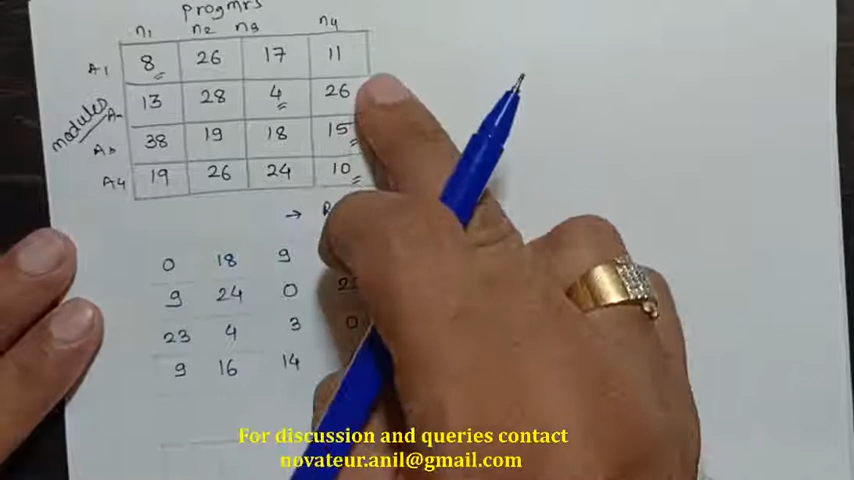 progmrs
n1 n2 n3 n4
A1 8 26 17 11
modules
13 28 4 26
38 19 18 15
A4 19 26 24 10
→
0 18 9
9 24 0
23 4 3 0
9 16 14
For discussion and queries contact
novateur.anil@gmail.com